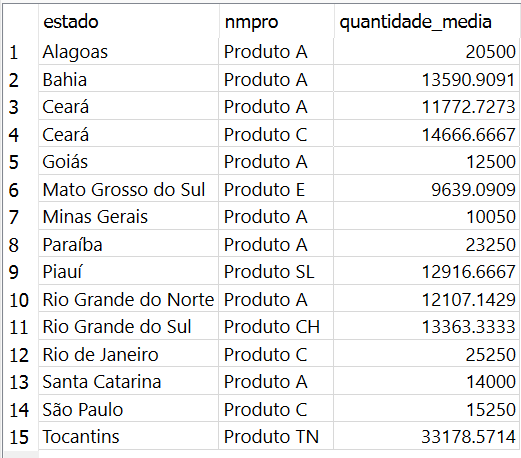 estado nmpro quantidade_media
1 Alagoas Produto A 20500
2 Bahia Produto A 13590.9091
3 Ceará Produto A 11772.7273
4 Ceará Produto C 14666.6667
5 Goiás Produto A 12500
6 Mato Grosso do Sul Produto E 9639.0909
7 Minas Gerais Produto A 10050
8 Paraíba Produto A 23250
9 Piauí Produto SL 12916.6667
10 Rio Grande do Norte Produto A 12107.1429
11 Rio Grande do Sul Produto CH 13363.3333
12 Rio de Janeiro Produto C 25250
13 Santa Catarina Produto A 14000
14 São Paulo Produto C 15250
15 Tocantins Produto TN 33178.5714